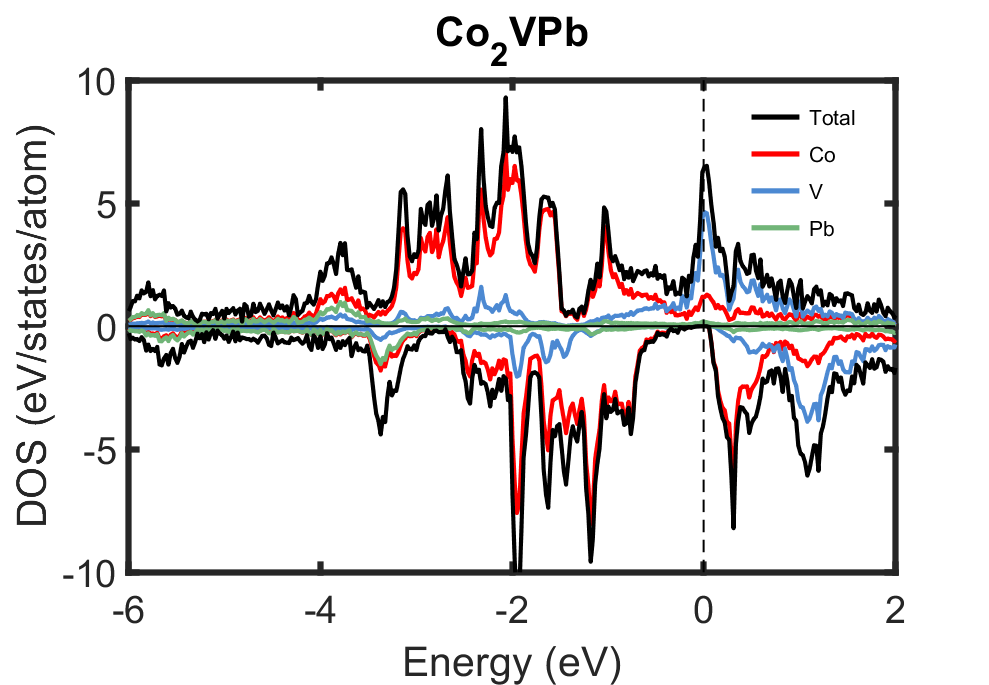 Co₂VPb
DOS (eV/states/atom)
10
5
0
-5
-10
Total
Co
V
Pb
-6
-4
-2
0
2
Energy (eV)